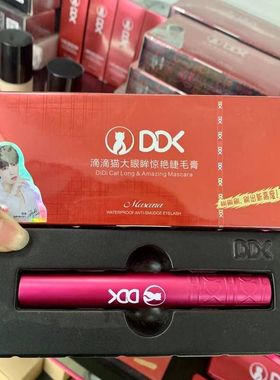 DDK
滴滴猫大眼眸惊艳睫毛膏
DiDi Cat Long & Amazing Mascara
Mascara
WATERPROOF ANTI-SMUDGE EYELASH
DDK
DDK